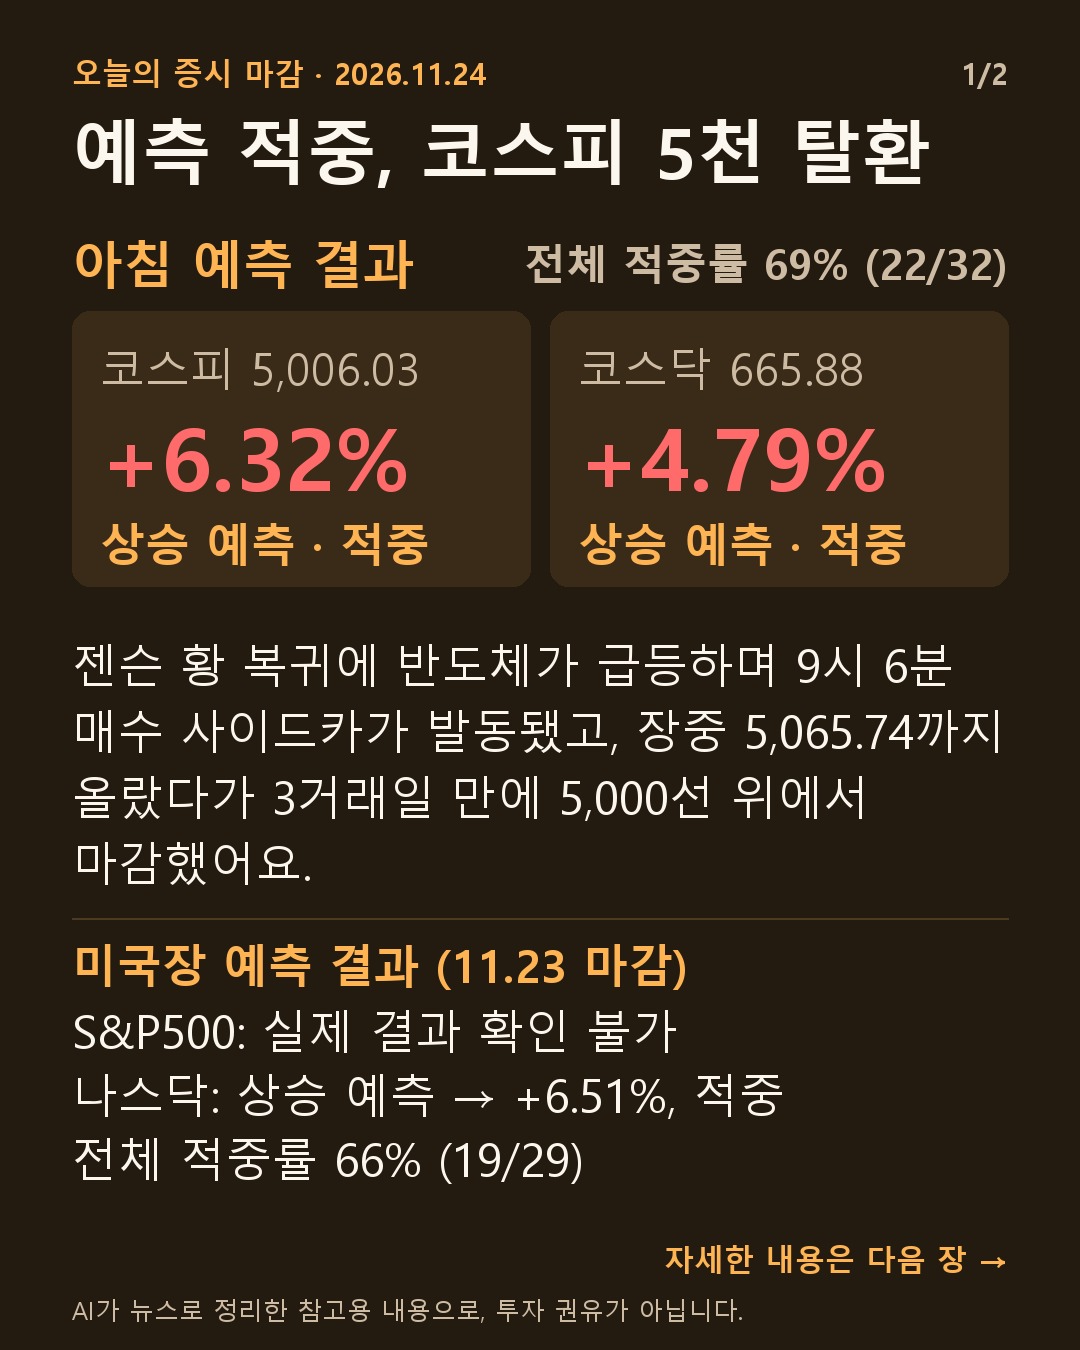 오늘의 증시 마감 · 2026.11.24
1/2
예측 적중, 코스피 5천 탈환
아침 예측 결과
전체 적중률 69% (22/32)
코스피 5,006.03
+6.32%
상승 예측 · 적중
코스닥 665.88
+4.79%
상승 예측 · 적중
젠슨 황 복귀에 반도체가 급등하며 9시 6분
매수 사이드카가 발동됐고, 장중 5,065.74까지
올랐다가 3거래일 만에 5,000선 위에서
마감했어요.
미국장 예측 결과 (11.23 마감)
S&P500: 실제 결과 확인 불가
나스닥: 상승 예측 → +6.51%, 적중
전체 적중률 66% (19/29)
자세한 내용은 다음 장 →
AI가 뉴스로 정리한 참고용 내용으로, 투자 권유가 아닙니다.